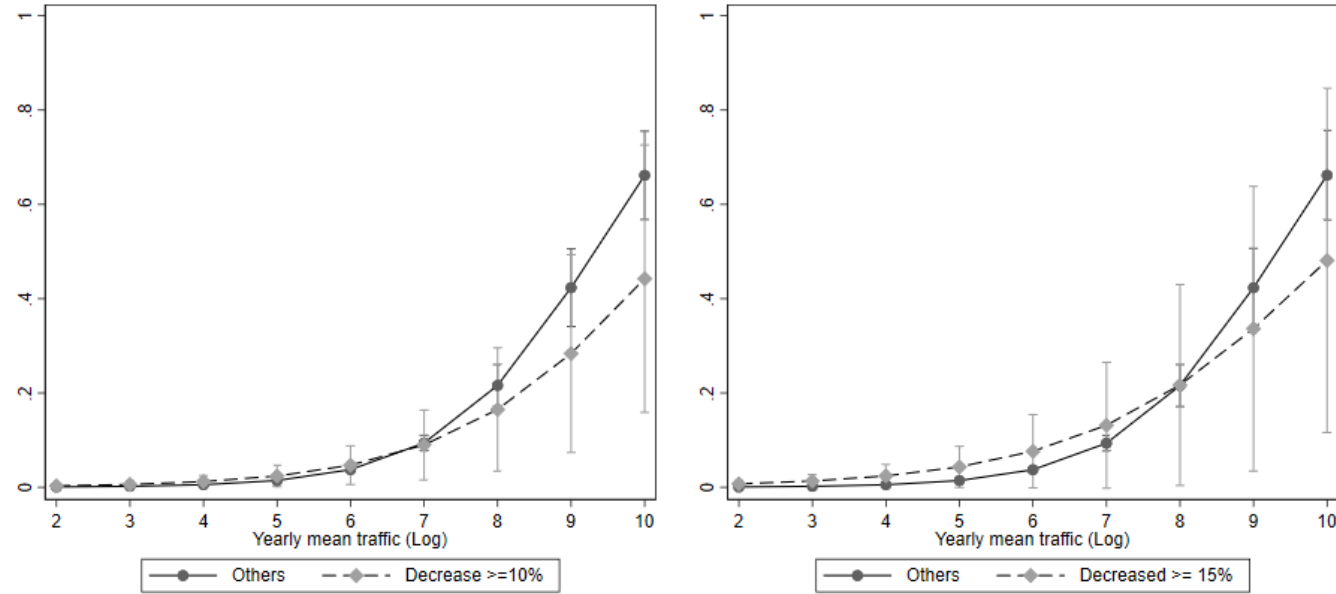 1
.8
.6
.4
.2
0
2 3 4 5 6 7 8 9 10
Yearly mean traffic (Log)
Others Decrease >=10%
1
.8
.6
.4
.2
0
2 3 4 5 6 7 8 9 10
Yearly mean traffic (Log)
Others Decreased >= 15%